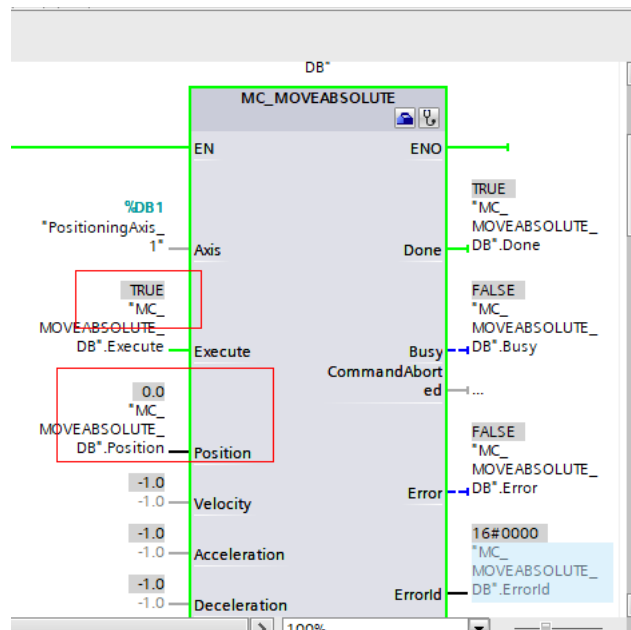 DB"
MC_MOVEABSOLUTE
EN
ENO
%DB1
"PositioningAxis_
1"
Axis
TRUE
"MC_
MOVEABSOLUTE_
DB".Done
Done
TRUE
"MC_
MOVEABSOLUTE_
DB".Execute
Execute
FALSE
"MC_
MOVEABSOLUTE_
DB".Busy
Busy
CommandAbort
ed
...
0.0
"MC_
MOVEABSOLUTE_
DB".Position
Position
FALSE
"MC_
MOVEABSOLUTE_
DB".Error
Error
-1.0
-1.0
Velocity
-1.0
-1.0
Acceleration
16#0000
"MC_
MOVEABSOLUTE_
DB".ErrorId
ErrorId
-1.0
-1.0
Deceleration
100%